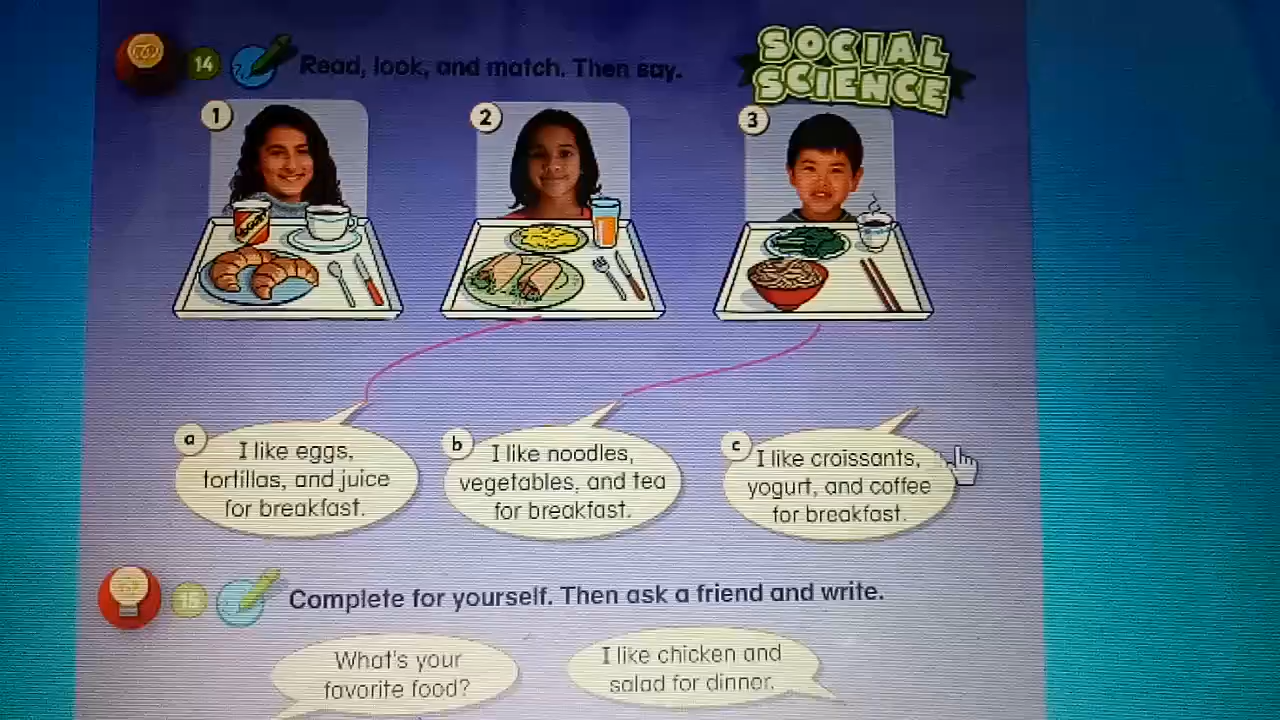 14
Read, look, and match. Then say.
SOCIAL
SCIENCE
1
2
3
a
I like eggs,
tortillas, and juice
for breakfast.
b
I like noodles,
vegetables, and tea
for breakfast.
c
I like croissants,
yogurt, and coffee
for breakfast.
15
Complete for yourself. Then ask a friend and write.
What's your
favorite food?
I like chicken and
salad for dinner.